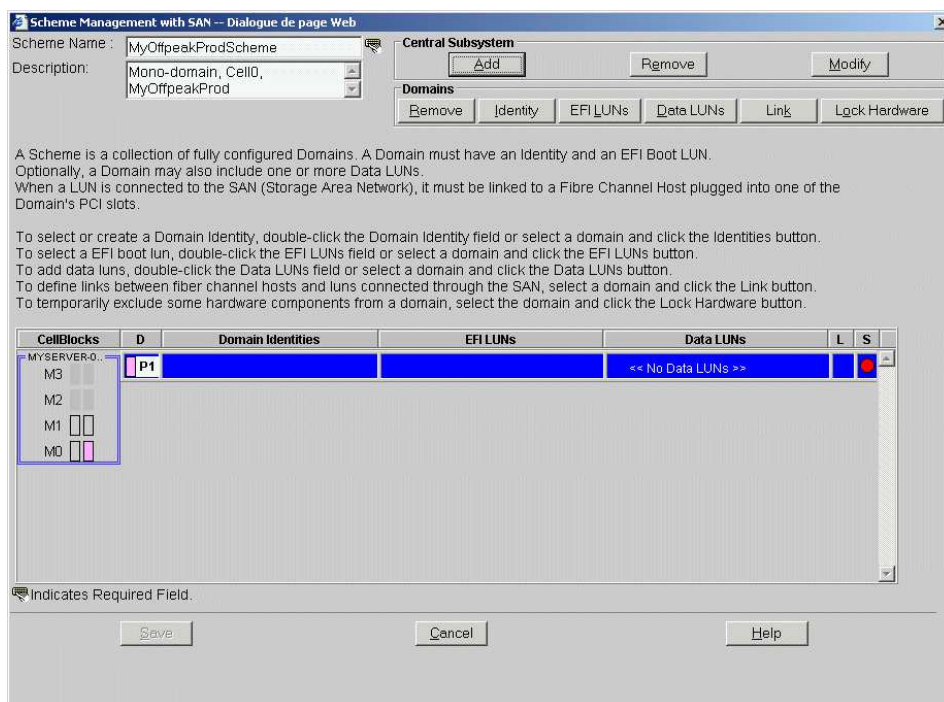 Scheme Management with SAN -- Dialogue de page Web
Scheme Name :
MyOffpeakProdScheme
Description:
Mono-domain, Cell0,
MyOffpeakProd
Central Subsystem
Add
Remove
Modify
Domains
Remove
Identity
EFI LUNs
Data LUNs
Link
Lock Hardware
A Scheme is a collection of fully configured Domains. A Domain must have an Identity and an EFI Boot LUN.
Optionally, a Domain may also include one or more Data LUNs.
When a LUN is connected to the SAN (Storage Area Network), it must be linked to a Fibre Channel Host plugged into one of the
Domain's PCI slots.
To select or create a Domain Identity, double-click the Domain Identity field or select a domain and click the Identities button.
To select a EFI boot lun, double-click the EFI LUNs field or select a domain and click the EFI LUNs button.
To add data luns, double-click the Data LUNs field or select a domain and click the Data LUNs button.
To define links between fiber channel hosts and luns connected through the SAN, select a domain and click the Link button.
To temporarily exclude some hardware components from a domain, select the domain and click the Lock Hardware button.
CellBlocks D Domain Identities EFI LUNs Data LUNs L S
MYSERVER-0..
P1 << No Data LUNs >>
M3
M2
M1
M0
Indicates Required Field.
Save
Cancel
Help